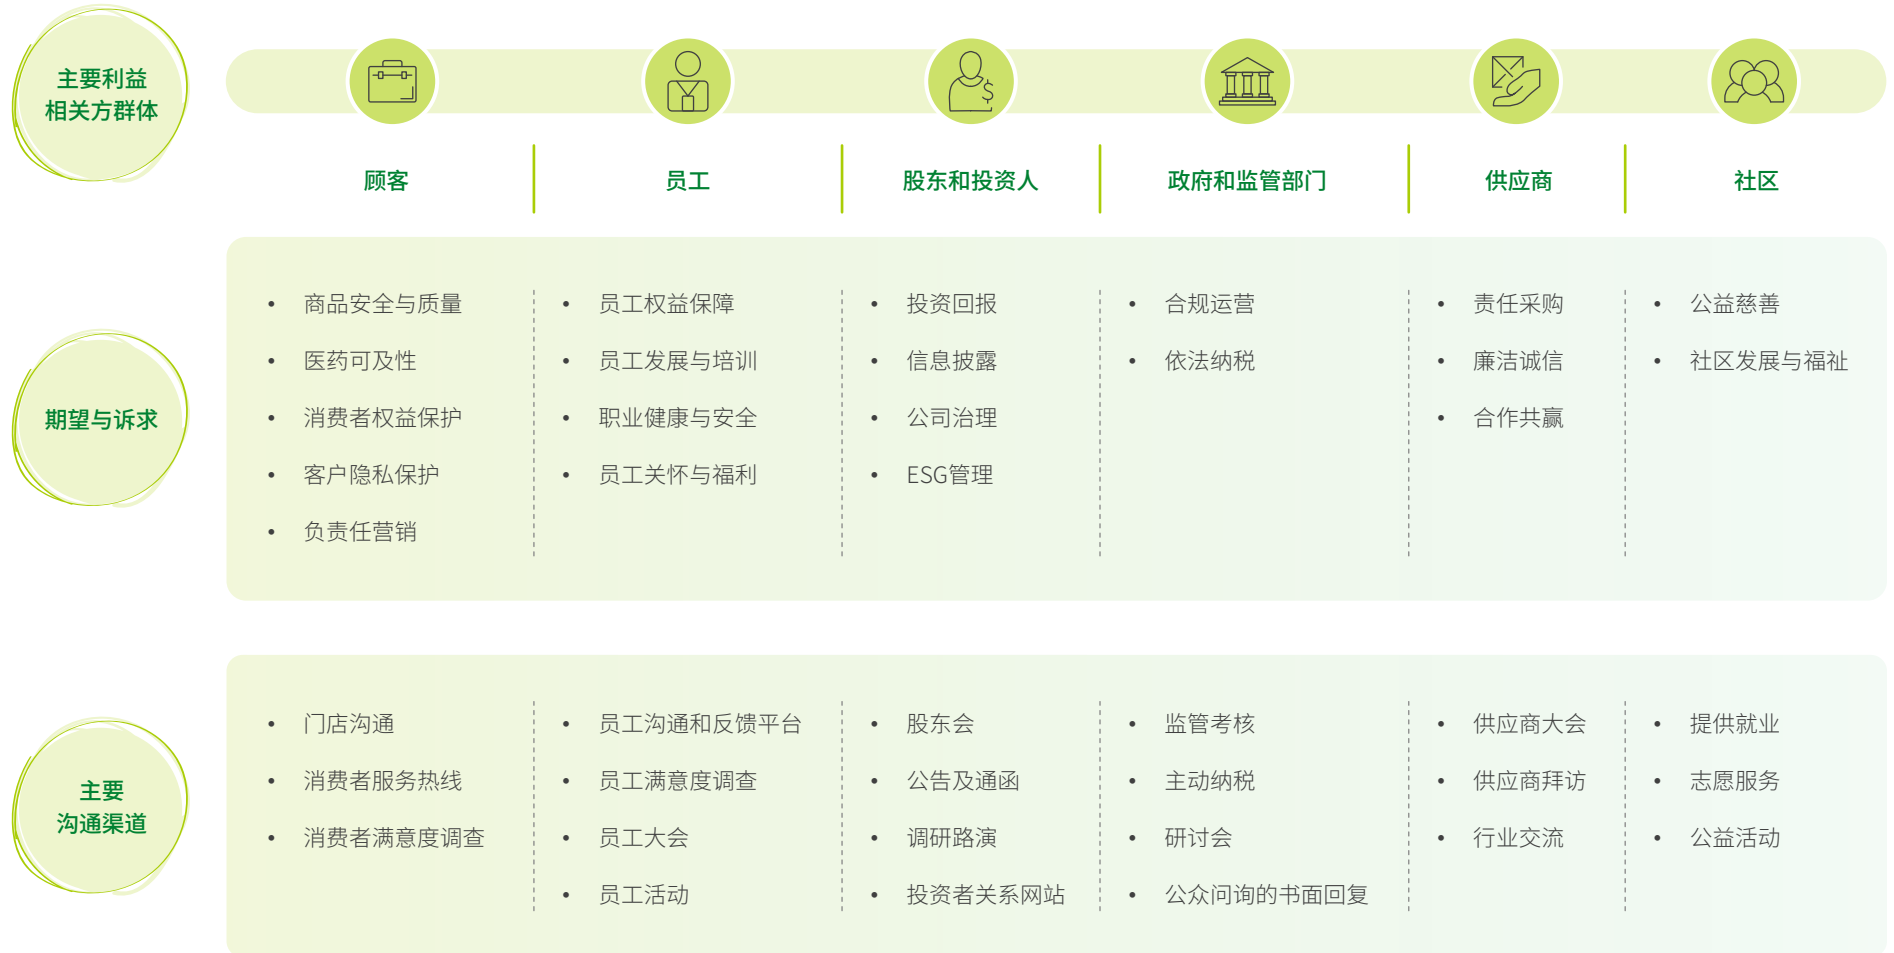 主要利益
相关方群体
顾客
员工
股东和投资人
政府和监管部门
供应商
社区
期望与诉求
• 商品安全与质量
• 医药可及性
• 消费者权益保护
• 客户隐私保护
• 负责任营销
• 员工权益保障
• 员工发展与培训
• 职业健康与安全
• 员工关怀与福利
• 投资回报
• 信息披露
• 公司治理
• ESG管理
• 合规运营
• 依法纳税
• 责任采购
• 廉洁诚信
• 合作共赢
• 公益慈善
• 社区发展与福祉
主要
沟通渠道
• 门店沟通
• 消费者服务热线
• 消费者满意度调查
• 员工沟通和反馈平台
• 员工满意度调查
• 员工大会
• 员工活动
• 股东会
• 公告及通函
• 调研路演
• 投资者关系网站
• 监管考核
• 主动纳税
• 研讨会
• 公众问询的书面回复
• 供应商大会
• 供应商拜访
• 行业交流
• 提供就业
• 志愿服务
• 公益活动